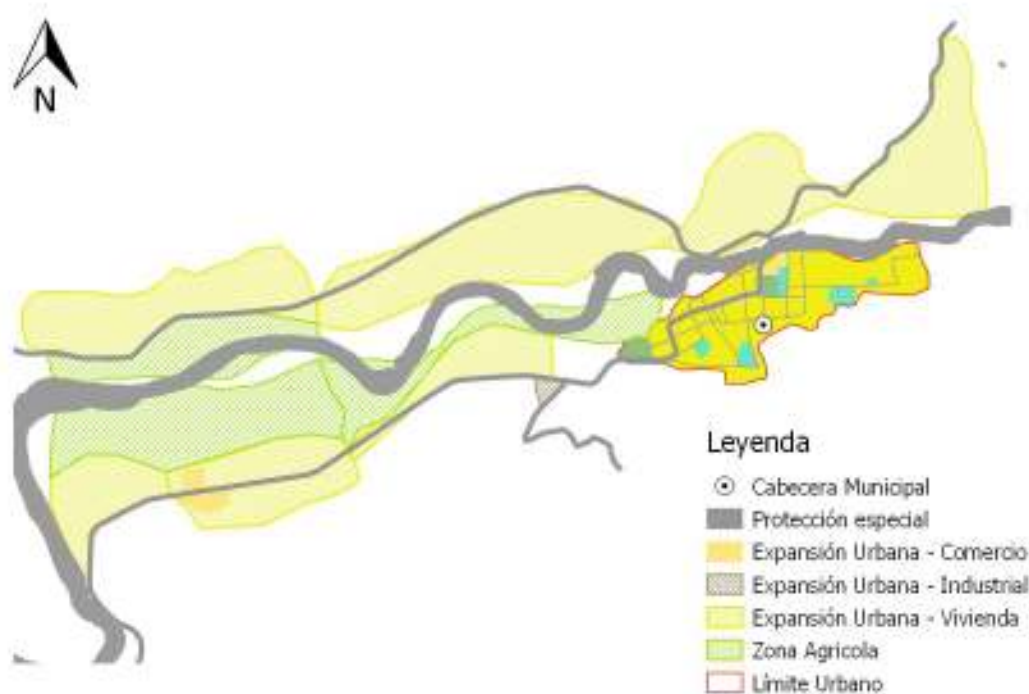 N
Leyenda
Cabecera Municipal
Protección especial
Expansión Urbana - Comercio
Expansión Urbana - Industrial
Expansión Urbana - Vivienda
Zona Agricola
Límite Urbano